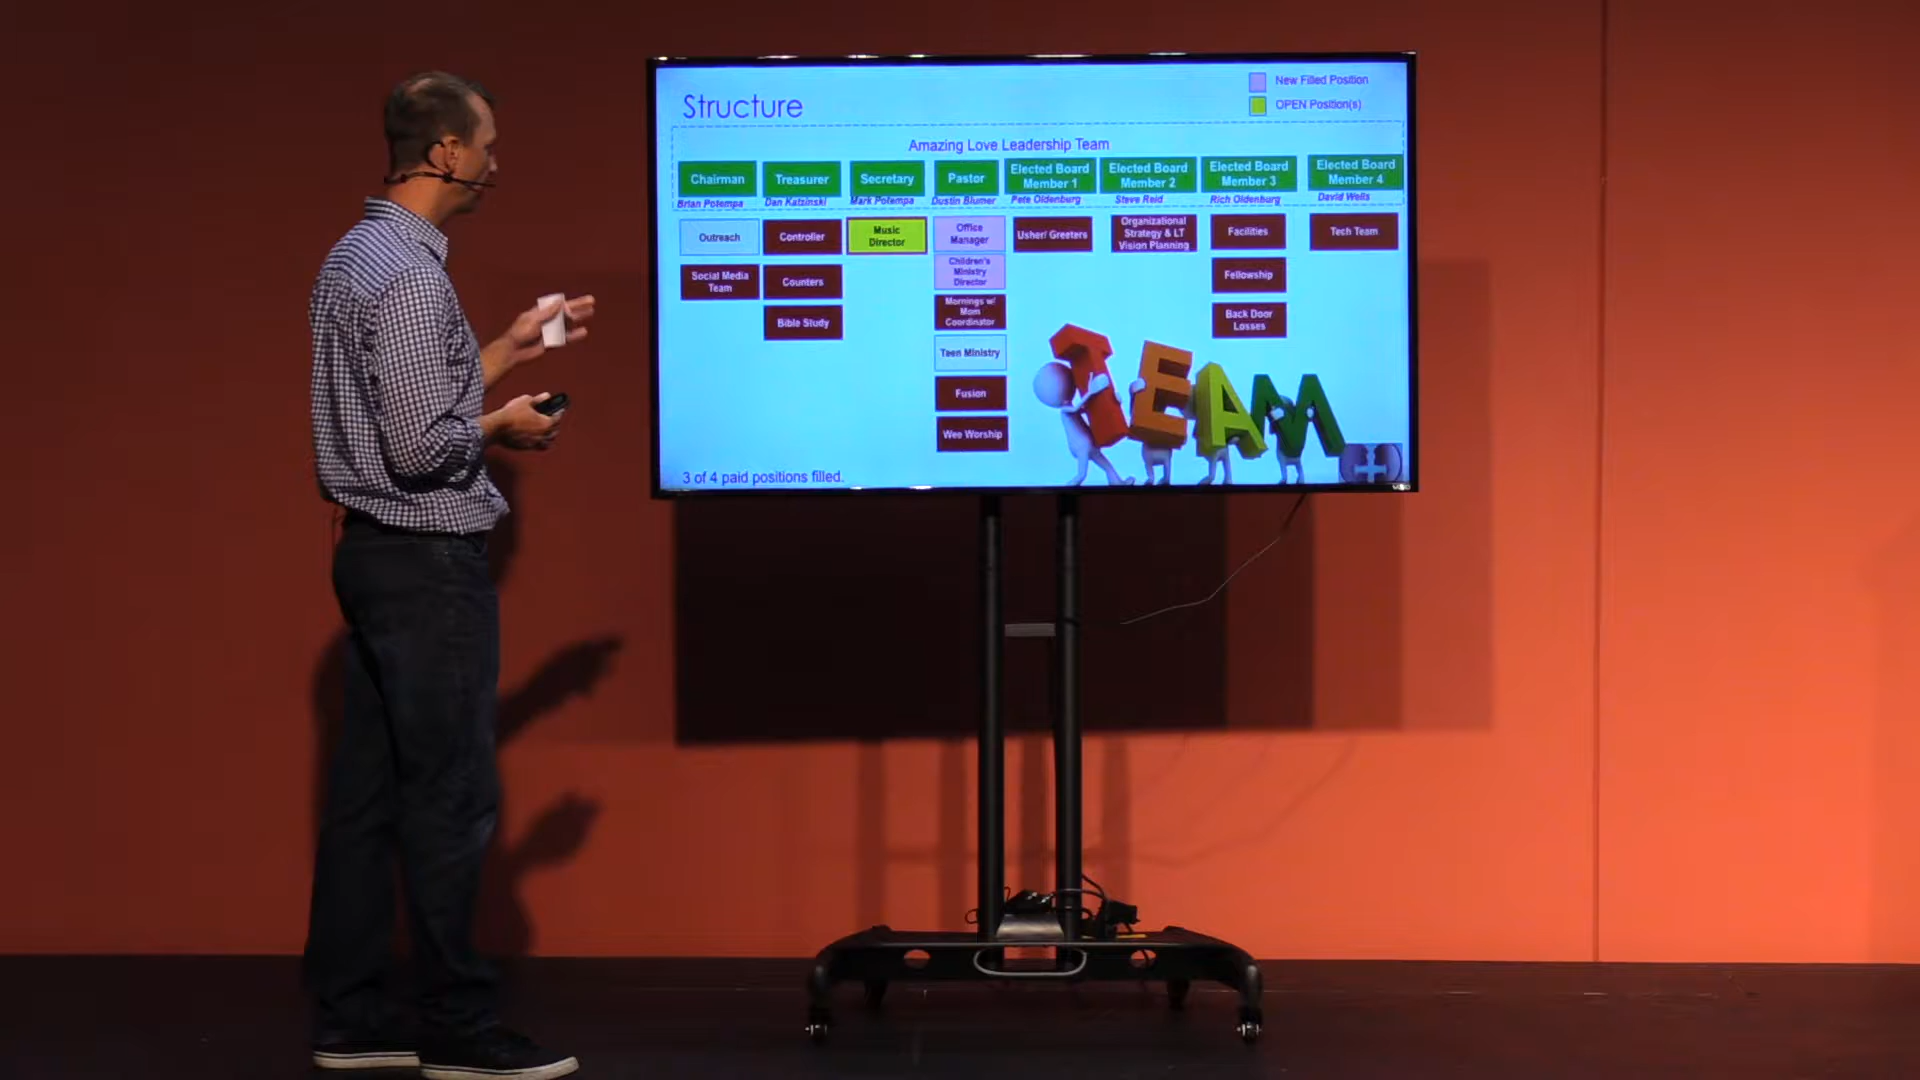 New Filled Position
OPEN Position(s)
Structure
Amazing Love Leadership Team
Chairman
Treasurer
Secretary
Pastor
Elected Board
Member 1
Elected Board
Member 2
Elected Board
Member 3
Elected Board
Member 4
Brian Potempa
Dan Katzinski
Mark Potempa
Dustin Blumer
Pete Oldenburg
Steve Reid
Rich Oldenburg
David Wells
Outreach
Social Media
Team
Controller
Counters
Bible Study
Music
Director
Office
Manager
Children's
Ministry
Director
Mornings w/
Mom
Coordinator
Teen Ministry
Fusion
Wee Worship
Usher/ Greeters
Organizational
Strategy & LT
Vision Planning
Facilities
Fellowship
Back Door
Losses
Tech Team
TEAM
3 of 4 paid positions filled.
VIZIO